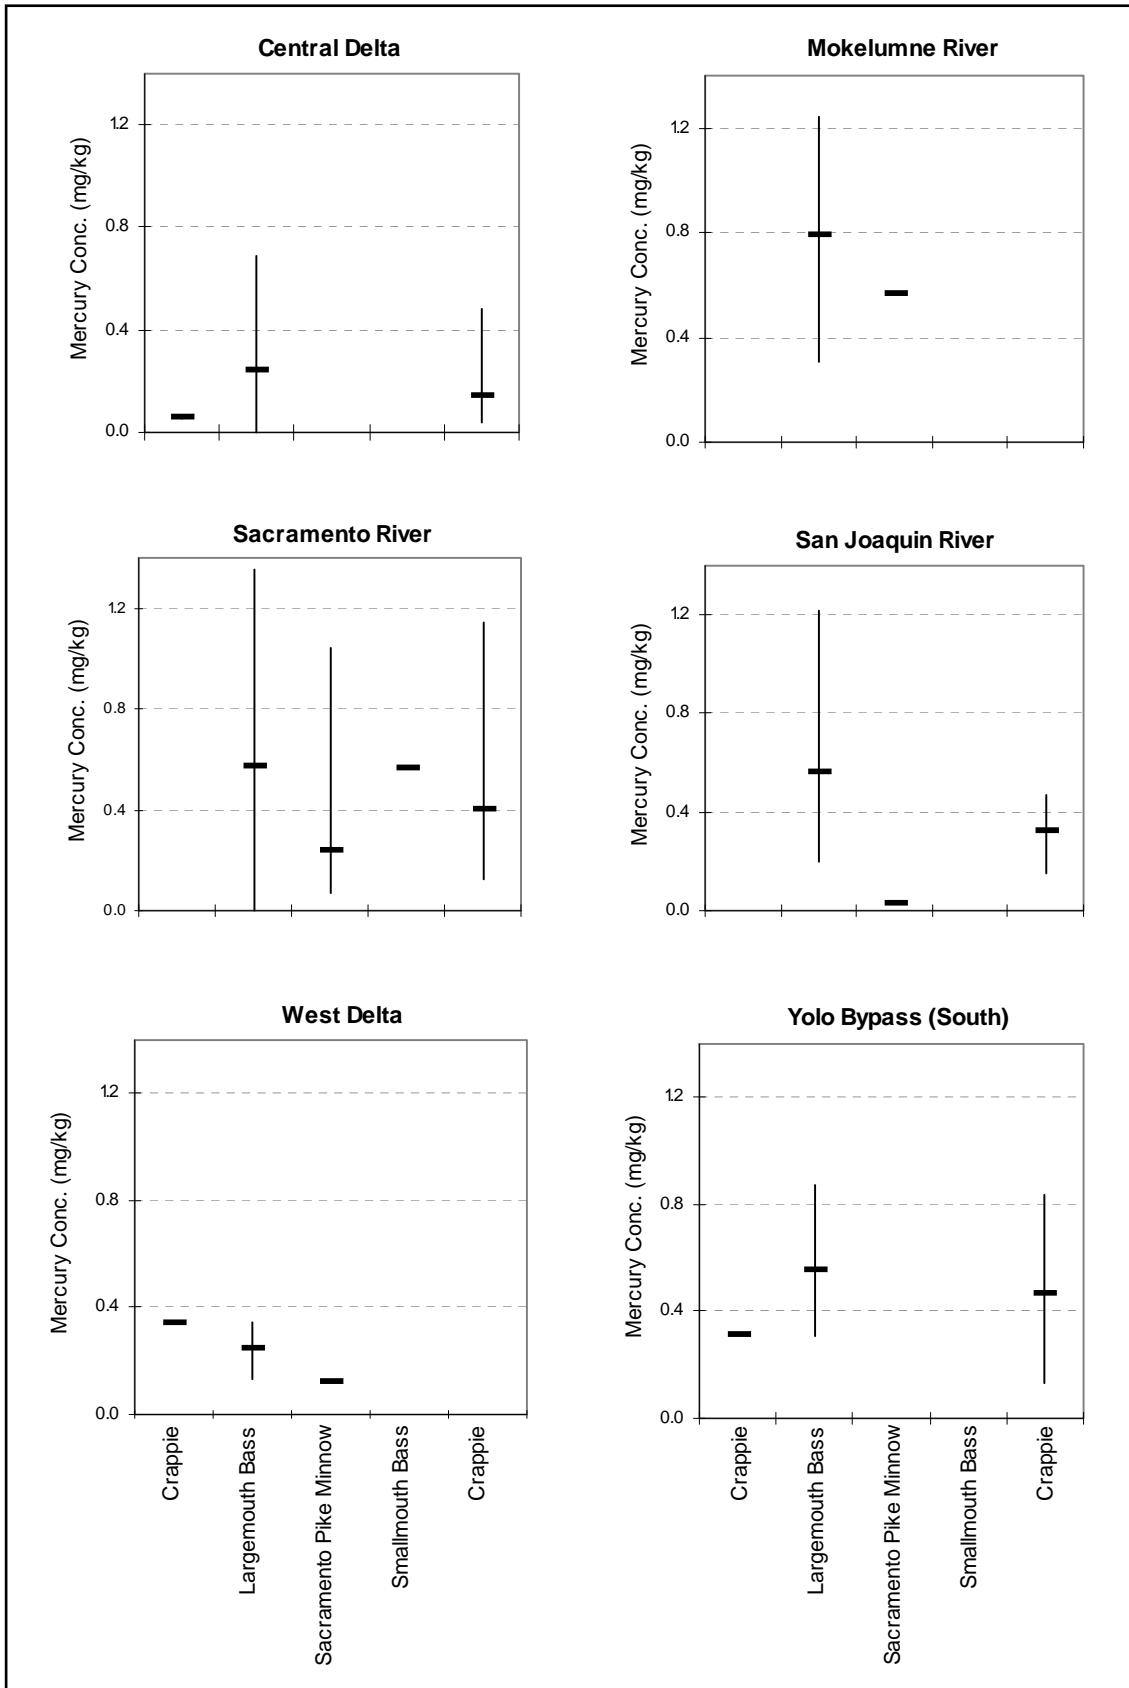 Central Delta
Mercury Conc. (mg/kg)
1.2
0.8
0.4
0.0
Mokelumne River
Mercury Conc. (mg/kg)
1.2
0.8
0.4
0.0
Sacramento River
Mercury Conc. (mg/kg)
1.2
0.8
0.4
0.0
San Joaquin River
Mercury Conc. (mg/kg)
1.2
0.8
0.4
0.0
West Delta
Mercury Conc. (mg/kg)
1.2
0.8
0.4
0.0
Crappie
Largemouth Bass
Sacramento Pike Minnow
Smallmouth Bass
Crappie
Yolo Bypass (South)
Mercury Conc. (mg/kg)
1.2
0.8
0.4
0.0
Crappie
Largemouth Bass
Sacramento Pike Minnow
Smallmouth Bass
Crappie